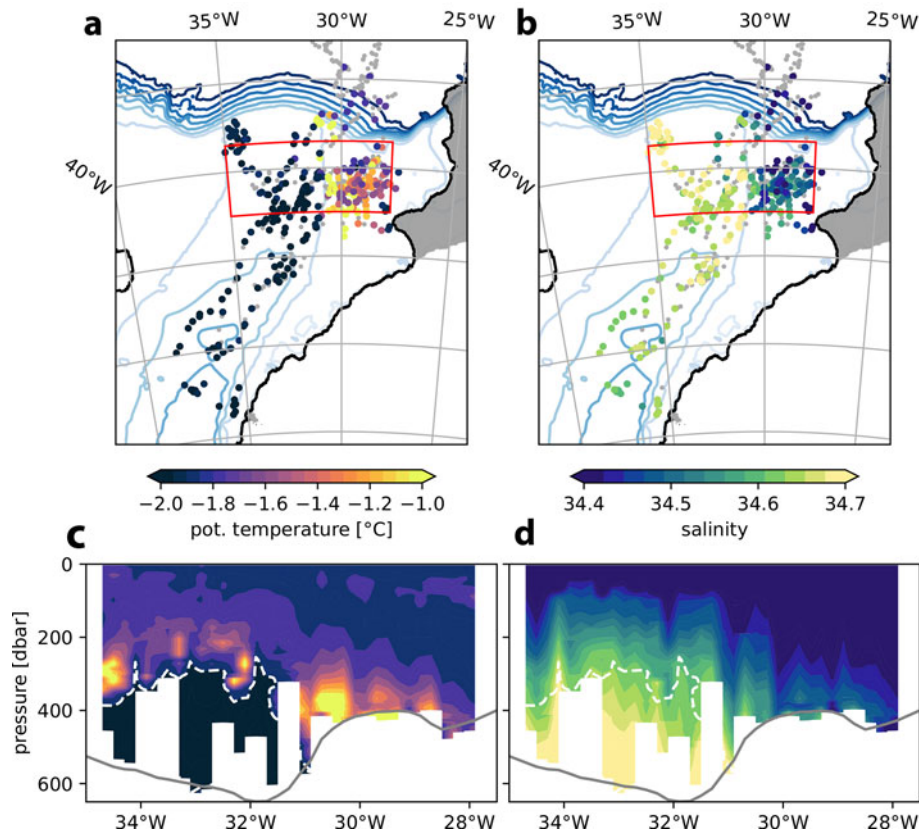 a
b
35°W
30°W
25°W
35°W
30°W
25°W
40°W
40°W
−2.0 −1.8 −1.6 −1.4 −1.2 −1.0
34.4 34.5 34.6 34.7
pot. temperature [°C]
salinity
c
d
0
200
400
600
pressure [dbar]
34°W 32°W 30°W 28°W
34°W 32°W 30°W 28°W